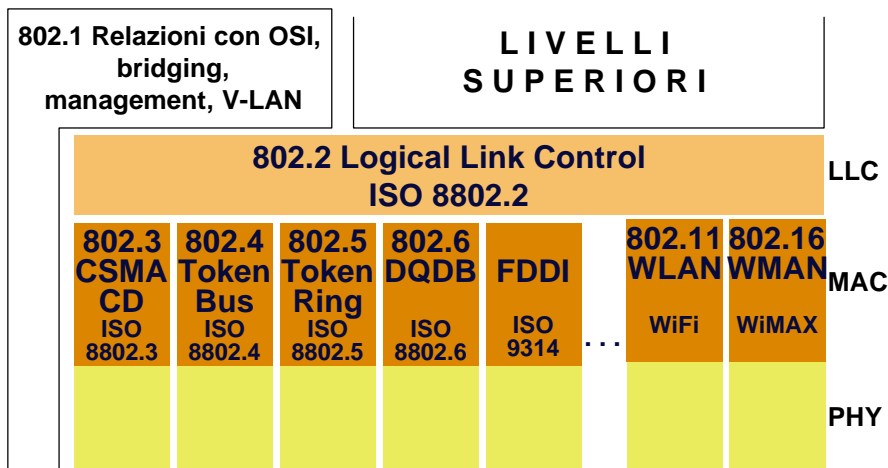 802.1 Relazioni con OSI,
bridging,
management, V-LAN
L I V E L L I
S U P E R I O R I
802.2 Logical Link Control
ISO 8802.2
LLC
802.3
CSMA
CD
ISO
8802.3
802.4
Token
Bus
ISO
8802.4
802.5
Token
Ring
ISO
8802.5
802.6
DQDB
ISO
8802.6
FDDI
ISO
9314
. . .
802.11
WLAN
WiFi
802.16
WMAN
WiMAX
MAC
PHY